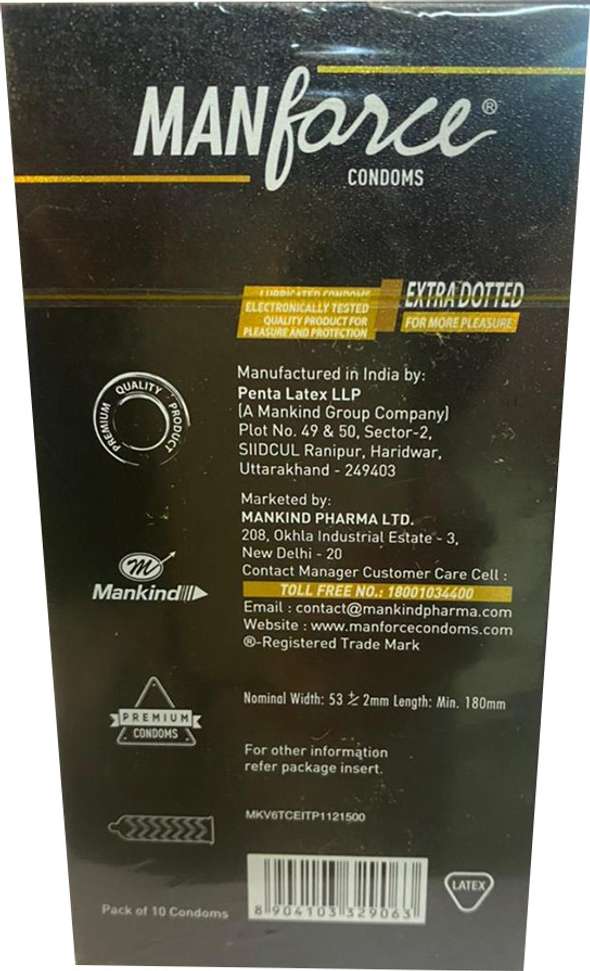 MANforce®
CONDOMS
LUBRICATED CONDOMS
ELECTRONICALLY TESTED
QUALITY PRODUCT FOR
PLEASURE AND PROTECTION
EXTRA DOTTED
FOR MORE PLEASURE
PREMIUM QUALITY PRODUCT
Manufactured in India by:
Penta Latex LLP
(A Mankind Group Company)
Plot No. 49 & 50, Sector-2,
SIIDCUL Ranipur, Haridwar,
Uttarakhand - 249403
Marketed by:
MANKIND PHARMA LTD.
208, Okhla Industrial Estate - 3,
New Delhi - 20
Contact Manager Customer Care Cell :
TOLL FREE NO.: 18001034400
Email : contact@mankindpharma.com
Website : www.manforcecondoms.com
®-Registered Trade Mark
m
Mankind
Nominal Width: 53 ± 2mm Length: Min. 180mm
PREMIUM
CONDOMS
For other information
refer package insert.
MKV6TCEITP1121500
8 904103 329063
LATEX
Pack of 10 Condoms